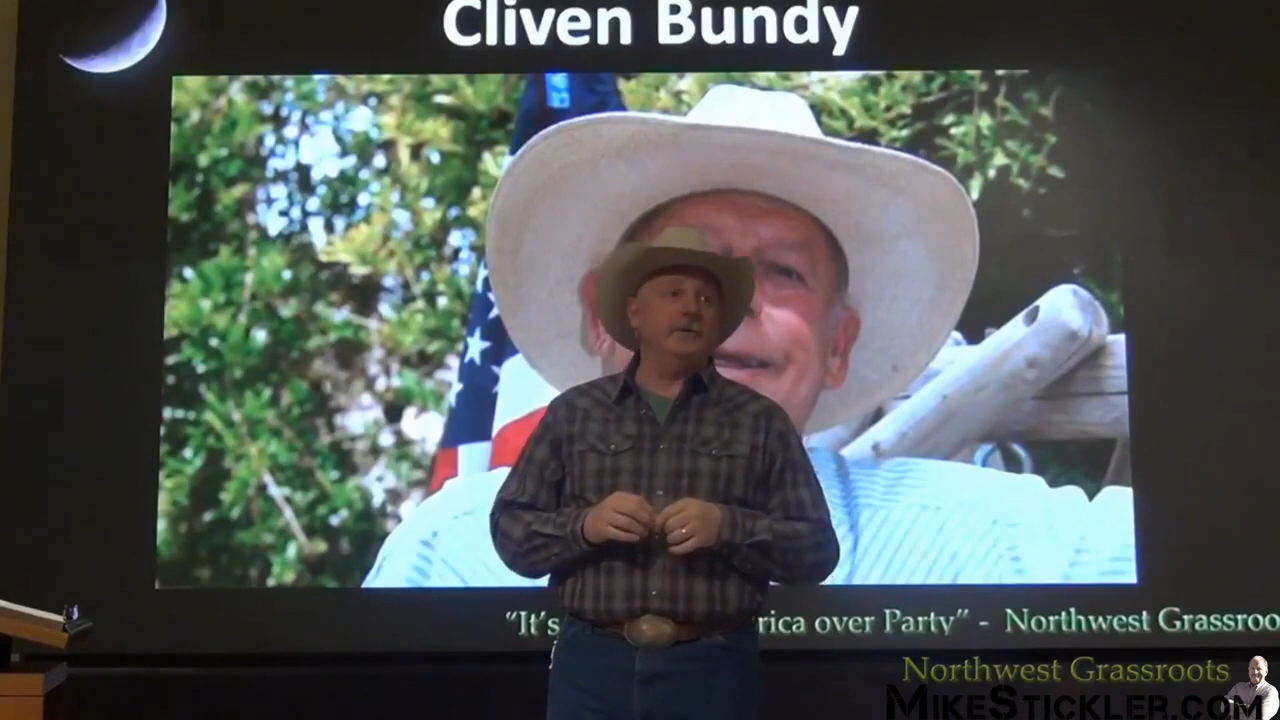 Cliven Bundy
“It's rica over Party” - Northwest Grassroo
Northwest Grassroots
MIKESTICKLER.COM